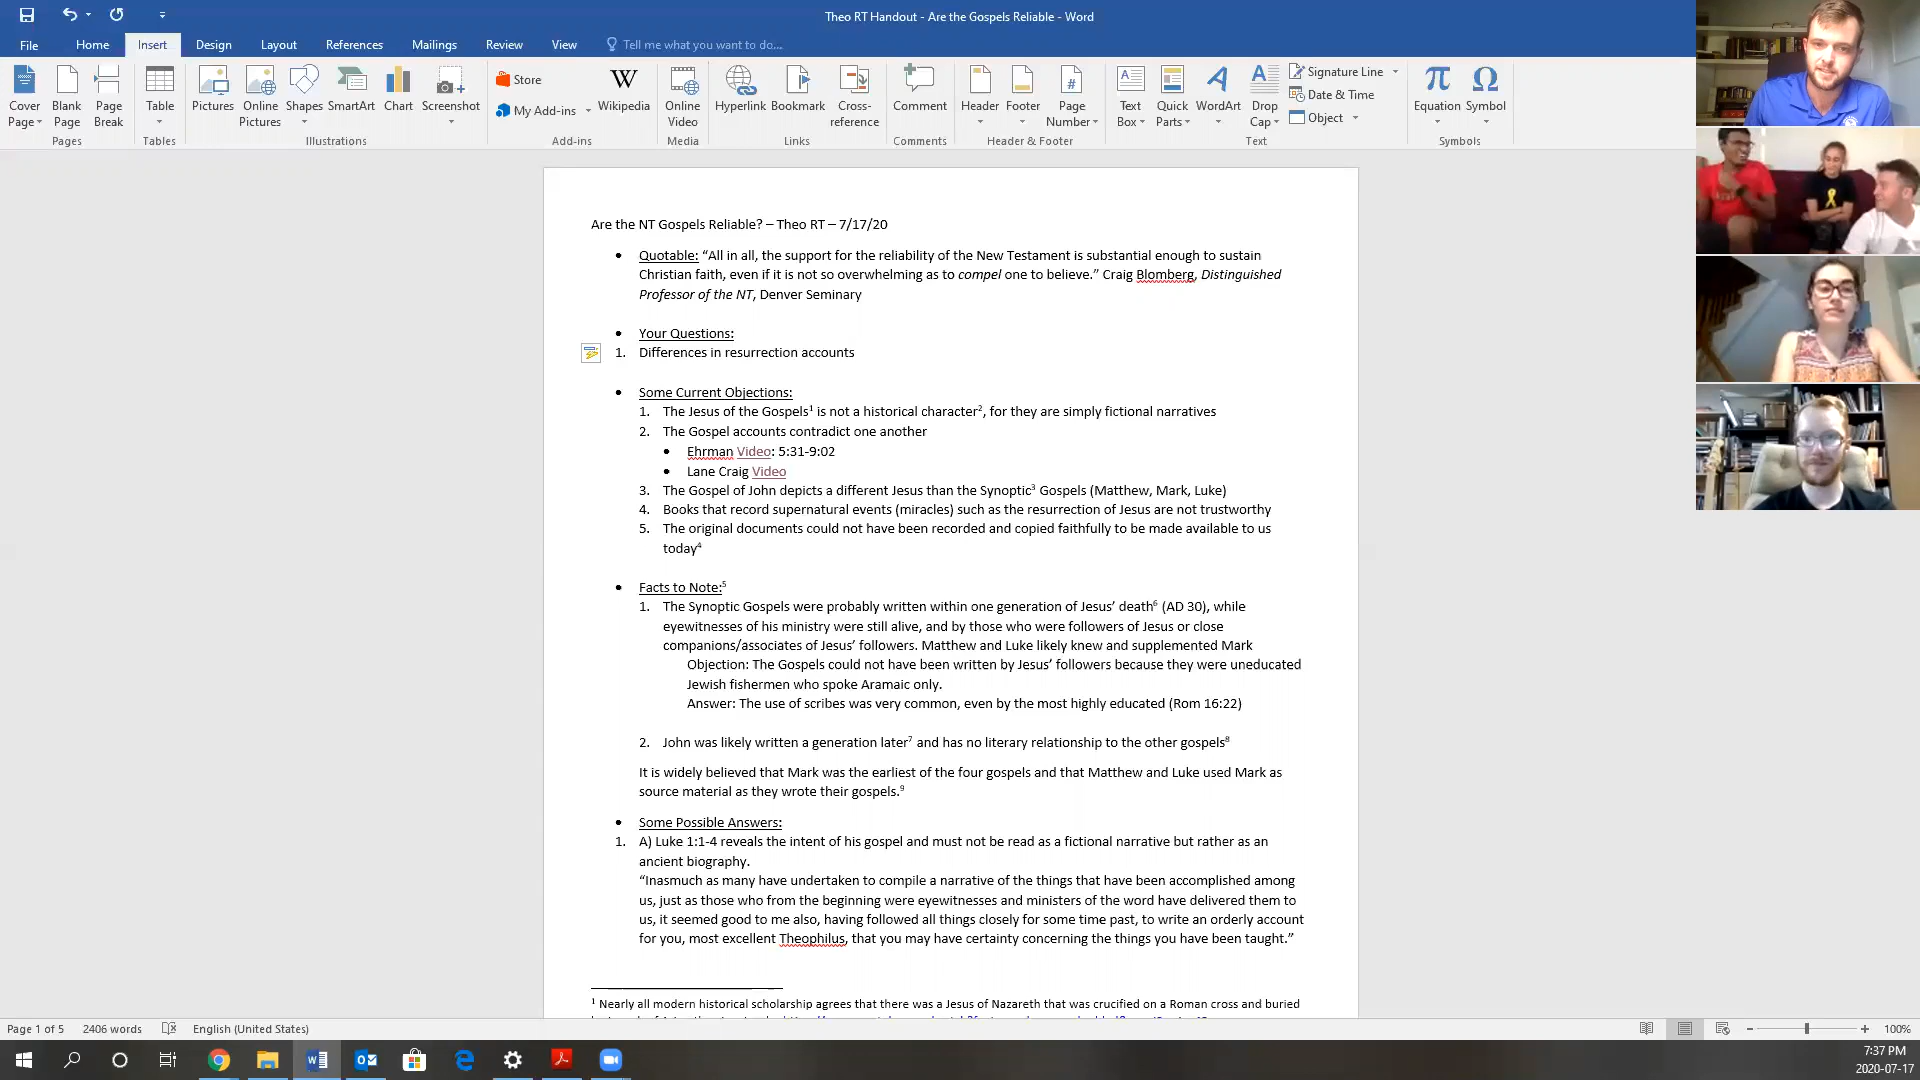 Theo RT Handout - Are the Gospels Reliable - Word
File Home Insert Design Layout References Mailings Review View Tell me what you want to do...
Cover Page Blank Page Page Break Table Pictures Online Pictures Shapes SmartArt Chart Screenshot Store My Add-ins Wikipedia Online Video Hyperlink Bookmark Cross-reference Comment Header Footer Page Number Text Box Quick Parts WordArt Drop Cap Signature Line Date & Time Object Equation Symbol
Pages Tables Illustrations Add-ins Media Links Comments Header & Footer Text Symbols
Are the NT Gospels Reliable? – Theo RT – 7/17/20
• Quotable: “All in all, the support for the reliability of the New Testament is substantial enough to sustain
Christian faith, even if it is not so overwhelming as to compel one to believe.” Craig Blomberg, Distinguished
Professor of the NT, Denver Seminary
• Your Questions:
1. Differences in resurrection accounts
• Some Current Objections:
1. The Jesus of the Gospels¹ is not a historical character², for they are simply fictional narratives
2. The Gospel accounts contradict one another
• Ehrman Video: 5:31-9:02
• Lane Craig Video
3. The Gospel of John depicts a different Jesus than the Synoptic³ Gospels (Matthew, Mark, Luke)
4. Books that record supernatural events (miracles) such as the resurrection of Jesus are not trustworthy
5. The original documents could not have been recorded and copied faithfully to be made available to us
today⁴
• Facts to Note:⁵
1. The Synoptic Gospels were probably written within one generation of Jesus’ death⁶ (AD 30), while
eyewitnesses of his ministry were still alive, and by those who were followers of Jesus or close
companions/associates of Jesus’ followers. Matthew and Luke likely knew and supplemented Mark
Objection: The Gospels could not have been written by Jesus’ followers because they were uneducated
Jewish fishermen who spoke Aramaic only.
Answer: The use of scribes was very common, even by the most highly educated (Rom 16:22)
2. John was likely written a generation later⁷ and has no literary relationship to the other gospels⁸
It is widely believed that Mark was the earliest of the four gospels and that Matthew and Luke used Mark as
source material as they wrote their gospels.⁹
• Some Possible Answers:
1. A) Luke 1:1-4 reveals the intent of his gospel and must not be read as a fictional narrative but rather as an
ancient biography.
“Inasmuch as many have undertaken to compile a narrative of the things that have been accomplished among
us, just as those who from the beginning were eyewitnesses and ministers of the word have delivered them to
us, it seemed good to me also, having followed all things closely for some time past, to write an orderly account
for you, most excellent Theophilus, that you may have certainty concerning the things you have been taught.”
¹ Nearly all modern historical scholarship agrees that there was a Jesus of Nazareth that was crucified on a Roman cross and buried
Page 1 of 5 2406 words English (United States) 100%
7:37 PM
2020-07-17